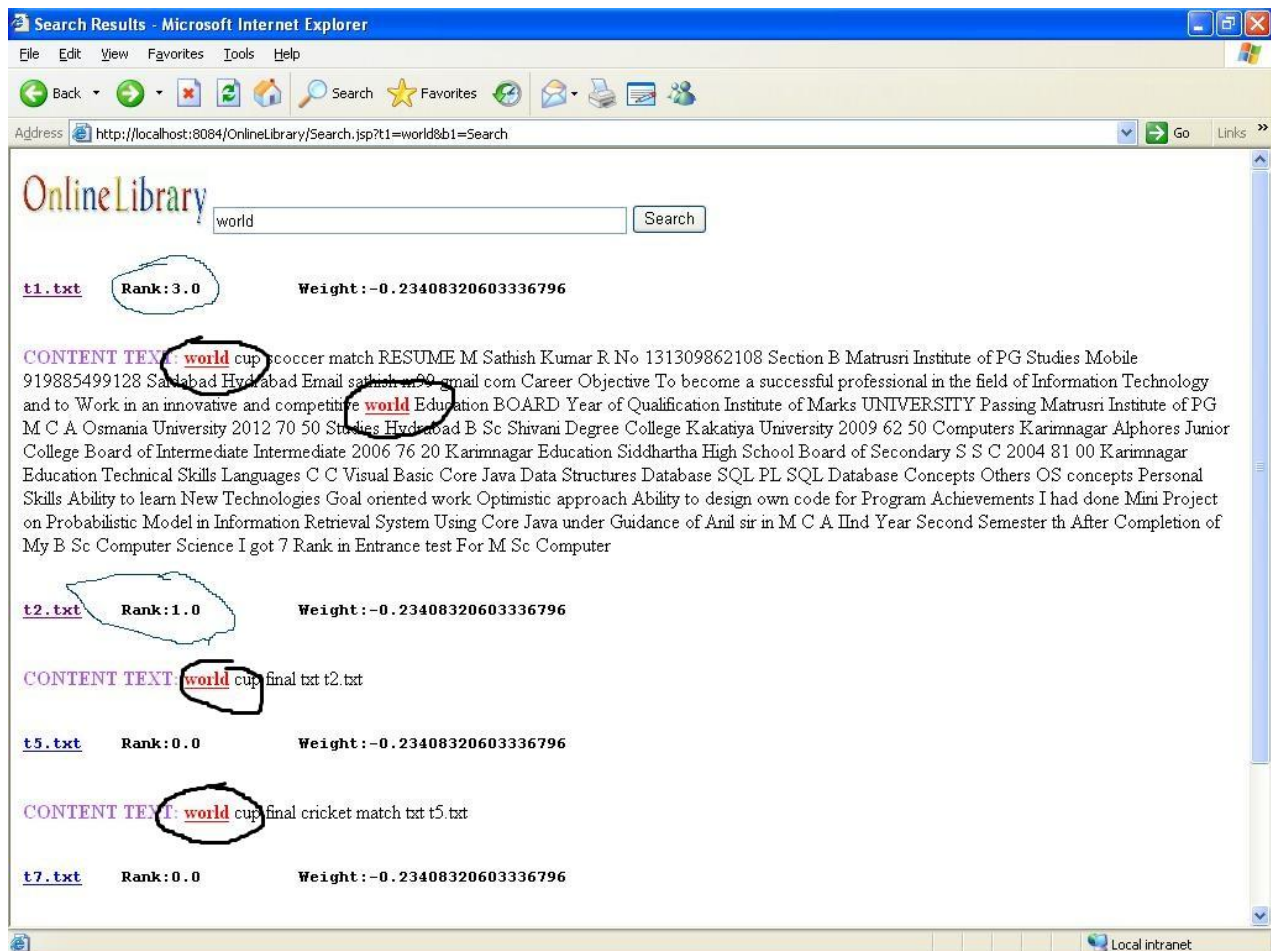 Search Results - Microsoft Internet Explorer
File Edit View Favorites Tools Help
Back Search Favorites
Address http://localhost:8084/OnlineLibrary/Search.jsp?t1=world&b1=Search Go Links »
OnlineLibrary world Search
t1.txt Rank:3.0 Weight:-0.23408320603336796
CONTENT TEXT: world cup scoccer match RESUME M Sathish Kumar R No 131309862108 Section B Matrusri Institute of PG Studies Mobile
919885499128 Saidabad Hydrabad Email sathish gmail com Career Objective To become a successful professional in the field of Information Technology
and to Work in an innovative and competitive world Education BOARD Year of Qualification Institute of Marks UNIVERSITY Passing Matrusri Institute of PG
M C A Osmania University 2012 70 50 Studies Hydrabad B Sc Shivani Degree College Kakatiya University 2009 62 50 Computers Karimnagar Alphores Junior
College Board of Intermediate Intermediate 2006 76 20 Karimnagar Education Siddhartha High School Board of Secondary S S C 2004 81 00 Karimnagar
Education Technical Skills Languages C C Visual Basic Core Java Data Structures Database SQL PL SQL Database Concepts Others OS concepts Personal
Skills Ability to learn New Technologies Goal oriented work Optimistic approach Ability to design own code for Program Achievements I had done Mini Project
on Probabilistic Model in Information Retrieval System Using Core Java under Guidance of Anil sir in M C A IInd Year Second Semester th After Completion of
My B Sc Computer Science I got 7 Rank in Entrance test For M Sc Computer
t2.txt Rank:1.0 Weight:-0.23408320603336796
CONTENT TEXT: world cup final txt t2.txt
t5.txt Rank:0.0 Weight:-0.23408320603336796
CONTENT TEXT: world cup final cricket match txt t5.txt
t7.txt Rank:0.0 Weight:-0.23408320603336796
Local intranet